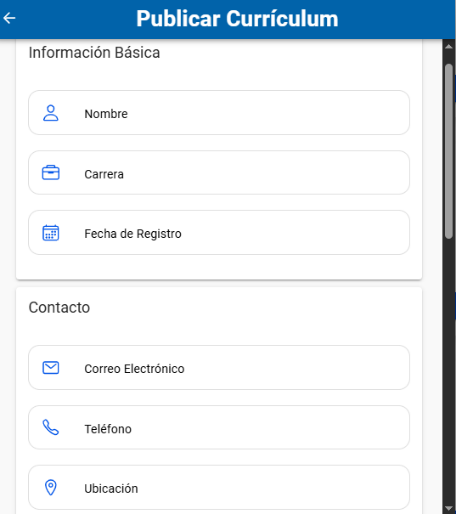 Publicar Currículum
Información Básica
Nombre
Carrera
Fecha de Registro
Contacto
Correo Electrónico
Teléfono
Ubicación